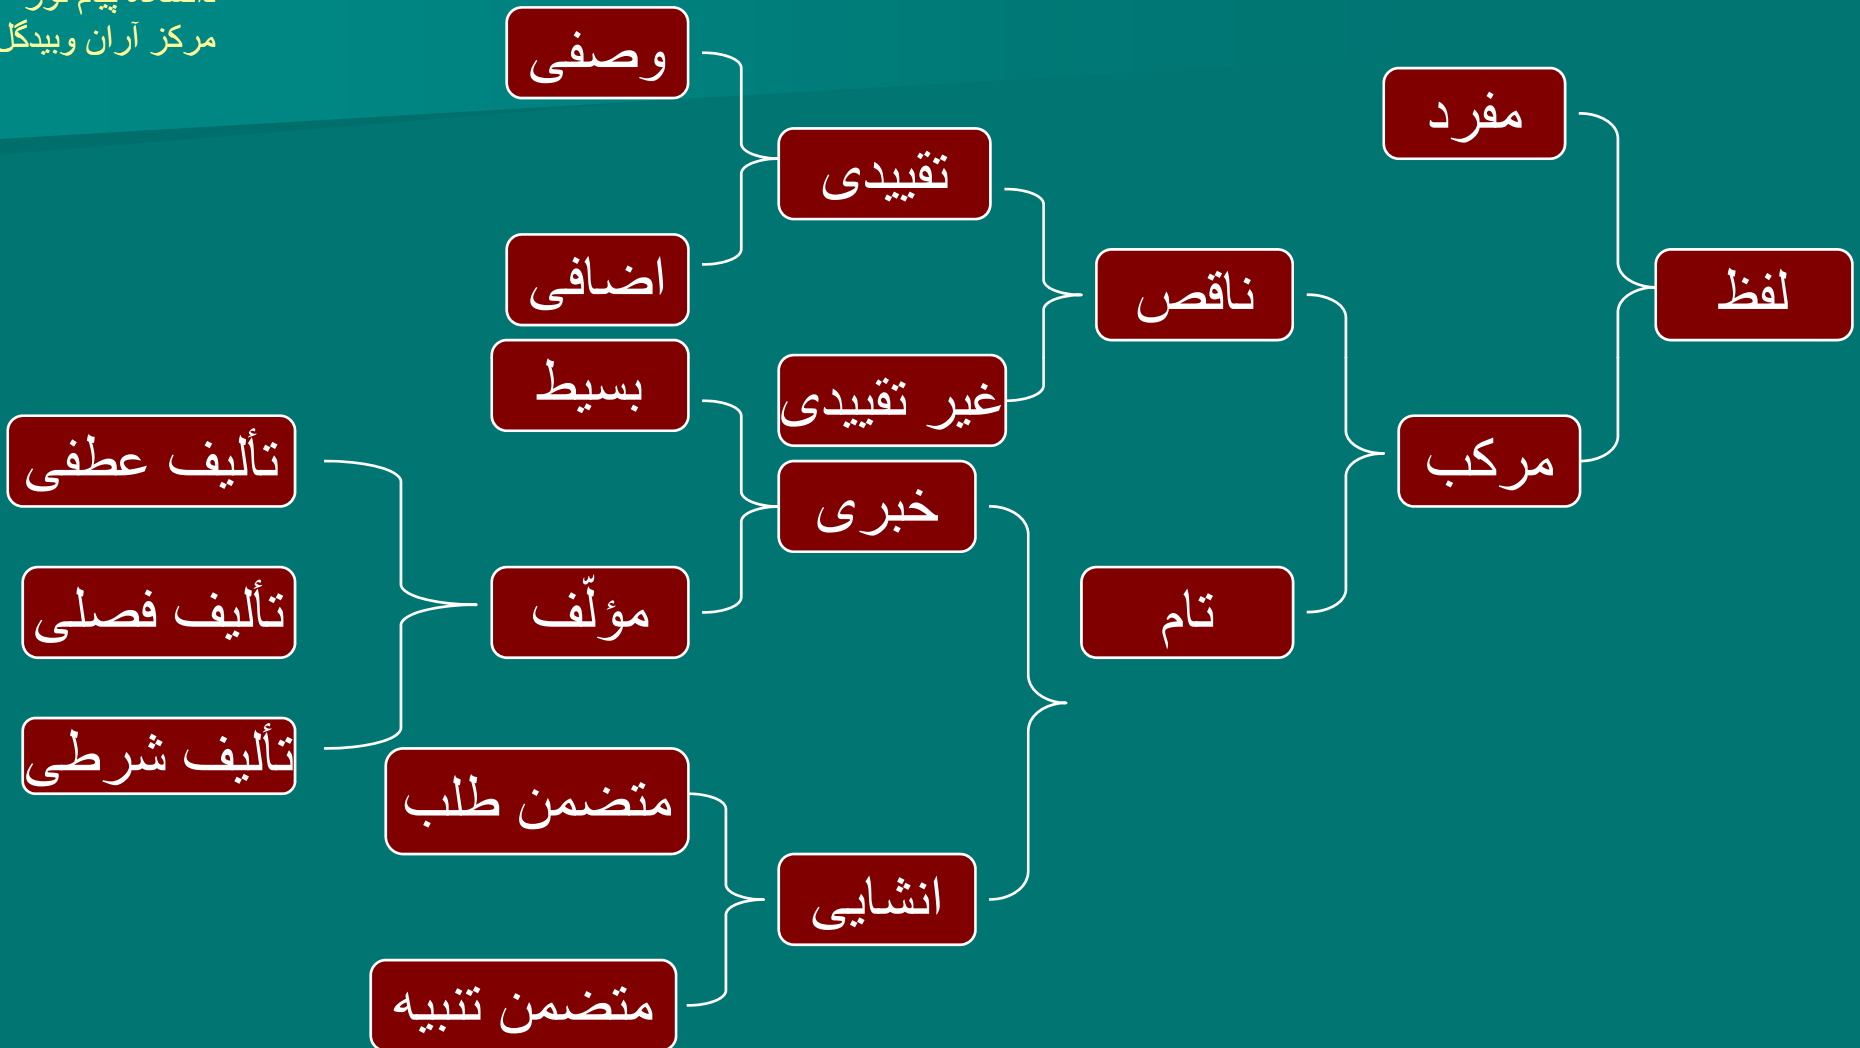 مرکز آران وبیدگل
لفظ
مفرد
مرکب
ناقص
تام
تقییدی
غیر تقییدی
خبری
انشایی
وصفی
اضافی
بسیط
مؤلّف
متضمن طلب
متضمن تنبیه
تألیف عطفی
تألیف فصلی
تألیف شرطی